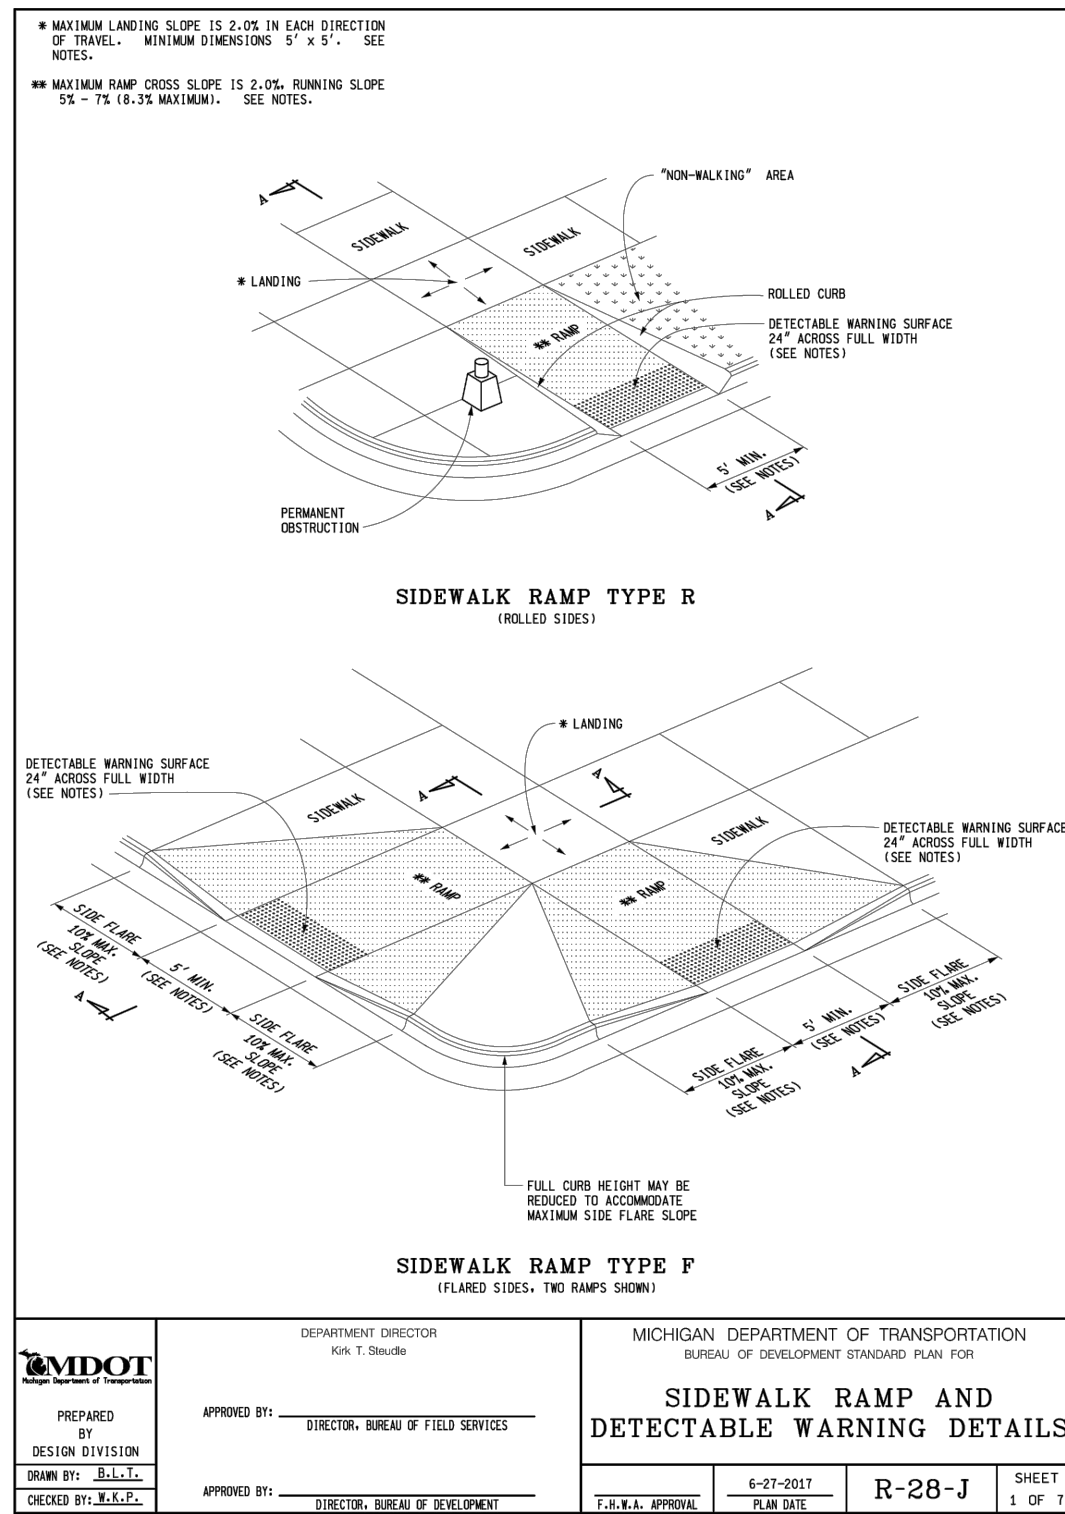 * MAXIMUM LANDING SLOPE IS 2.0% IN EACH DIRECTION
OF TRAVEL. MINIMUM DIMENSIONS 5' x 5'. SEE
NOTES.
** MAXIMUM RAMP CROSS SLOPE IS 2.0%, RUNNING SLOPE
5% - 7% (8.3% MAXIMUM). SEE NOTES.
"NON-WALKING" AREA
A
SIDEWALK
SIDEWALK
* LANDING
ROLLED CURB
** RAMP
DETECTABLE WARNING SURFACE
24" ACROSS FULL WIDTH
(SEE NOTES)
5' MIN.
(SEE NOTES)
A
PERMANENT
OBSTRUCTION
SIDEWALK RAMP TYPE R
(ROLLED SIDES)
* LANDING
DETECTABLE WARNING SURFACE
24" ACROSS FULL WIDTH
(SEE NOTES)
A
A
SIDEWALK
SIDEWALK
DETECTABLE WARNING SURFACE
24" ACROSS FULL WIDTH
(SEE NOTES)
** RAMP
** RAMP
SIDE FLARE
10% MAX.
SLOPE
(SEE NOTES)
5' MIN.
(SEE NOTES)
SIDE FLARE
10% MAX.
SLOPE
(SEE NOTES)
A
SIDE FLARE
10% MAX.
SLOPE
(SEE NOTES)
5' MIN.
(SEE NOTES)
SIDE FLARE
10% MAX.
SLOPE
(SEE NOTES)
A
FULL CURB HEIGHT MAY BE
REDUCED TO ACCOMMODATE
MAXIMUM SIDE FLARE SLOPE
SIDEWALK RAMP TYPE F
(FLARED SIDES, TWO RAMPS SHOWN)
MDOT
Michigan Department of Transportation
PREPARED
BY
DESIGN DIVISION
DRAWN BY: B.L.T.
CHECKED BY: W.K.P.
DEPARTMENT DIRECTOR
Kirk T. Steudle
APPROVED BY:
DIRECTOR, BUREAU OF FIELD SERVICES
APPROVED BY:
DIRECTOR, BUREAU OF DEVELOPMENT
MICHIGAN DEPARTMENT OF TRANSPORTATION
BUREAU OF DEVELOPMENT STANDARD PLAN FOR
SIDEWALK RAMP AND
DETECTABLE WARNING DETAILS
F.H.W.A. APPROVAL
6-27-2017
PLAN DATE
R-28-J
SHEET
1 OF 7